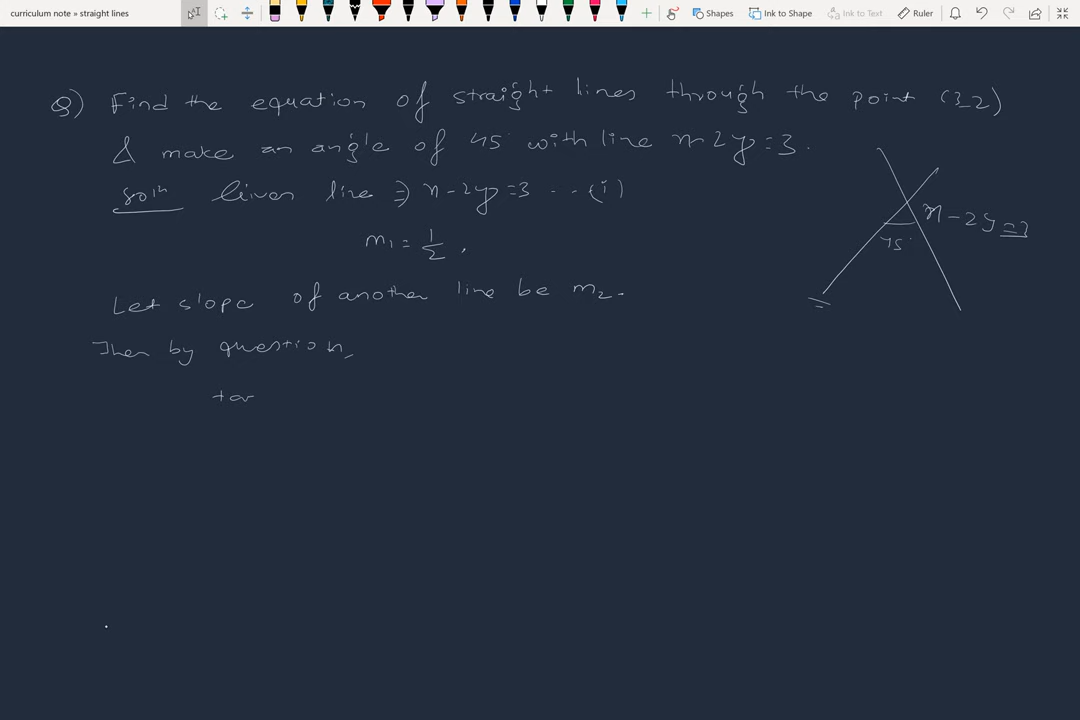 curriculum note » straight lines
Shapes Ink to Shape Ink to Text Ruler
Q) Find the equation of straight lines through the point (3_2)
& make an angle of 45° with line x-2y=3.
soln Given line ⇒ x-2y=3 --- (i)
m1 = 1/2,
Let slope of another line be m2.
Then by question,
tan
x-2y=3
45°